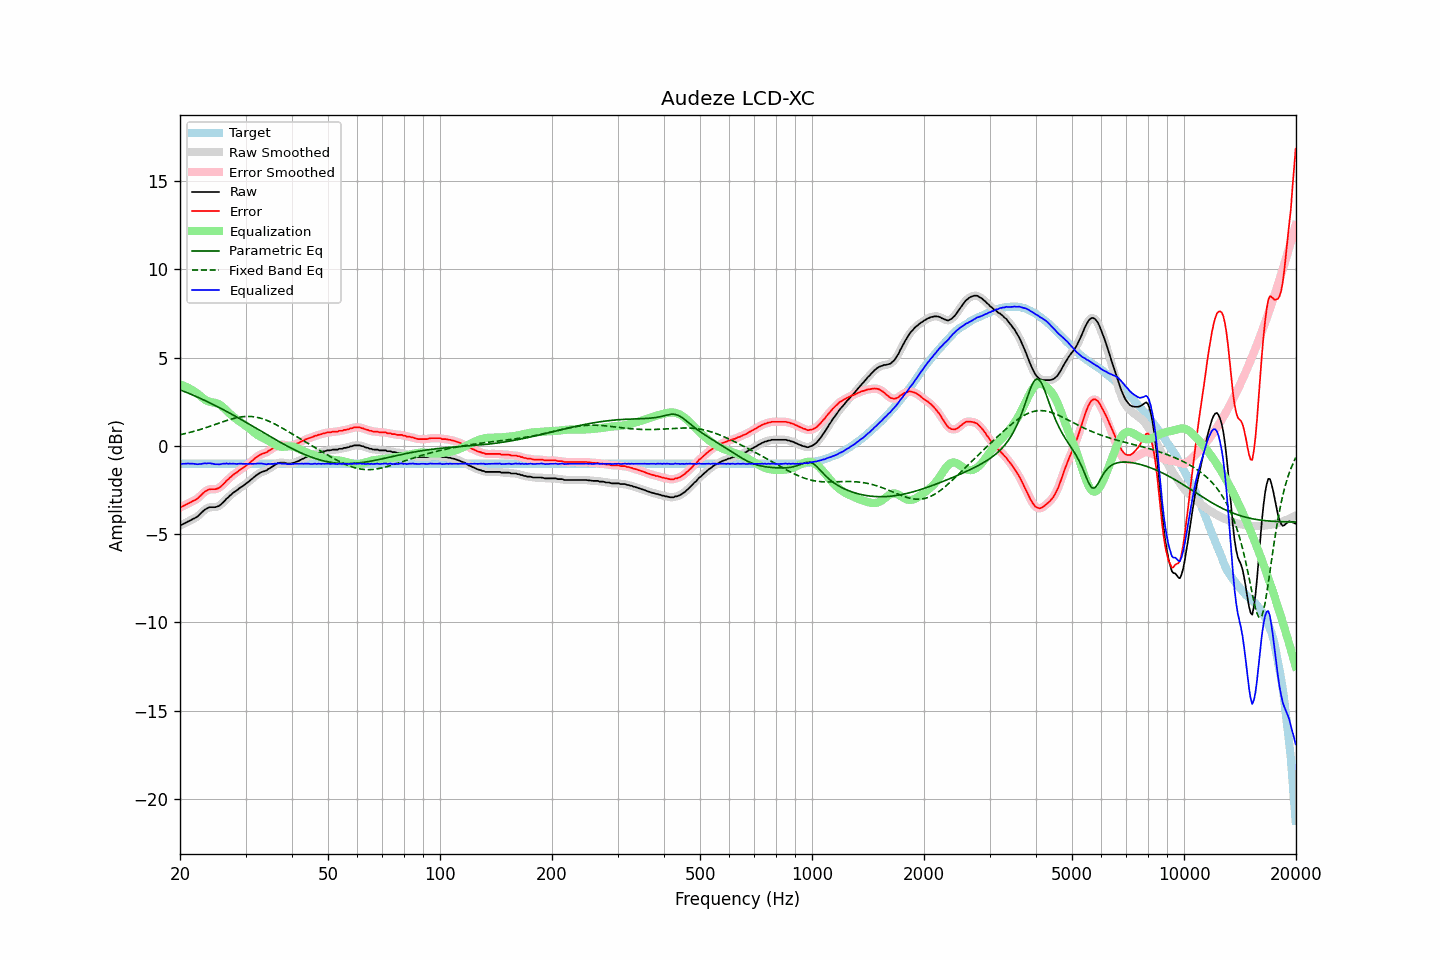 Audeze LCD-XC
Target
Raw Smoothed
Error Smoothed
Raw
Error
Equalization
Parametric Eq
Fixed Band Eq
Equalized
Amplitude (dBr)
15
10
5
0
−5
−10
−15
−20
20 50 100 200 500 1000 2000 5000 10000 20000
Frequency (Hz)